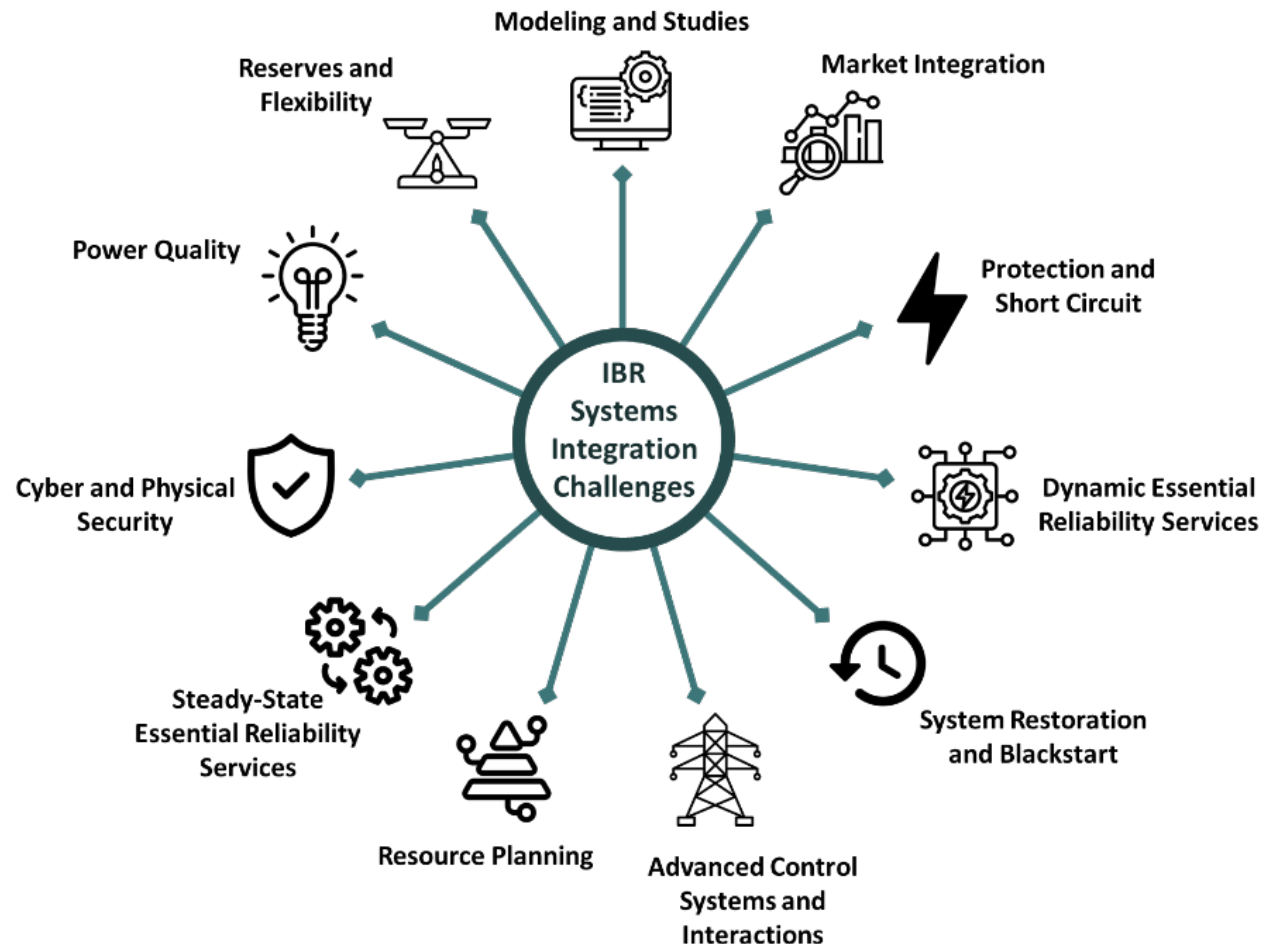 Modeling and Studies
Market Integration
Protection and
Short Circuit
Dynamic Essential
Reliability Services
System Restoration
and Blackstart
Advanced Control
Systems and
Interactions
Resource Planning
Steady-State
Essential Reliability
Services
Cyber and Physical
Security
Power Quality
Reserves and
Flexibility
IBR
Systems
Integration
Challenges